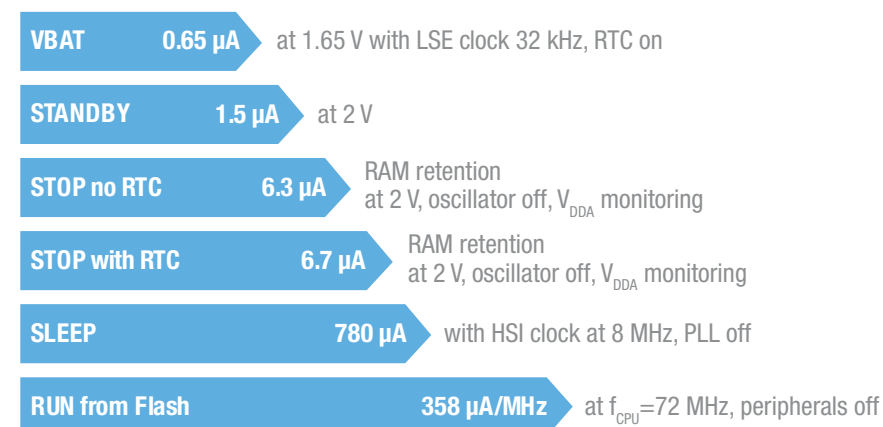 VBAT 0.65 µA at 1.65 V with LSE clock 32 kHz, RTC on
STANDBY 1.5 µA at 2 V
STOP no RTC 6.3 µA RAM retention
at 2 V, oscillator off, V_DDA monitoring
STOP with RTC 6.7 µA RAM retention
at 2 V, oscillator off, V_DDA monitoring
SLEEP 780 µA with HSI clock at 8 MHz, PLL off
RUN from Flash 358 µA/MHz at f_CPU=72 MHz, peripherals off